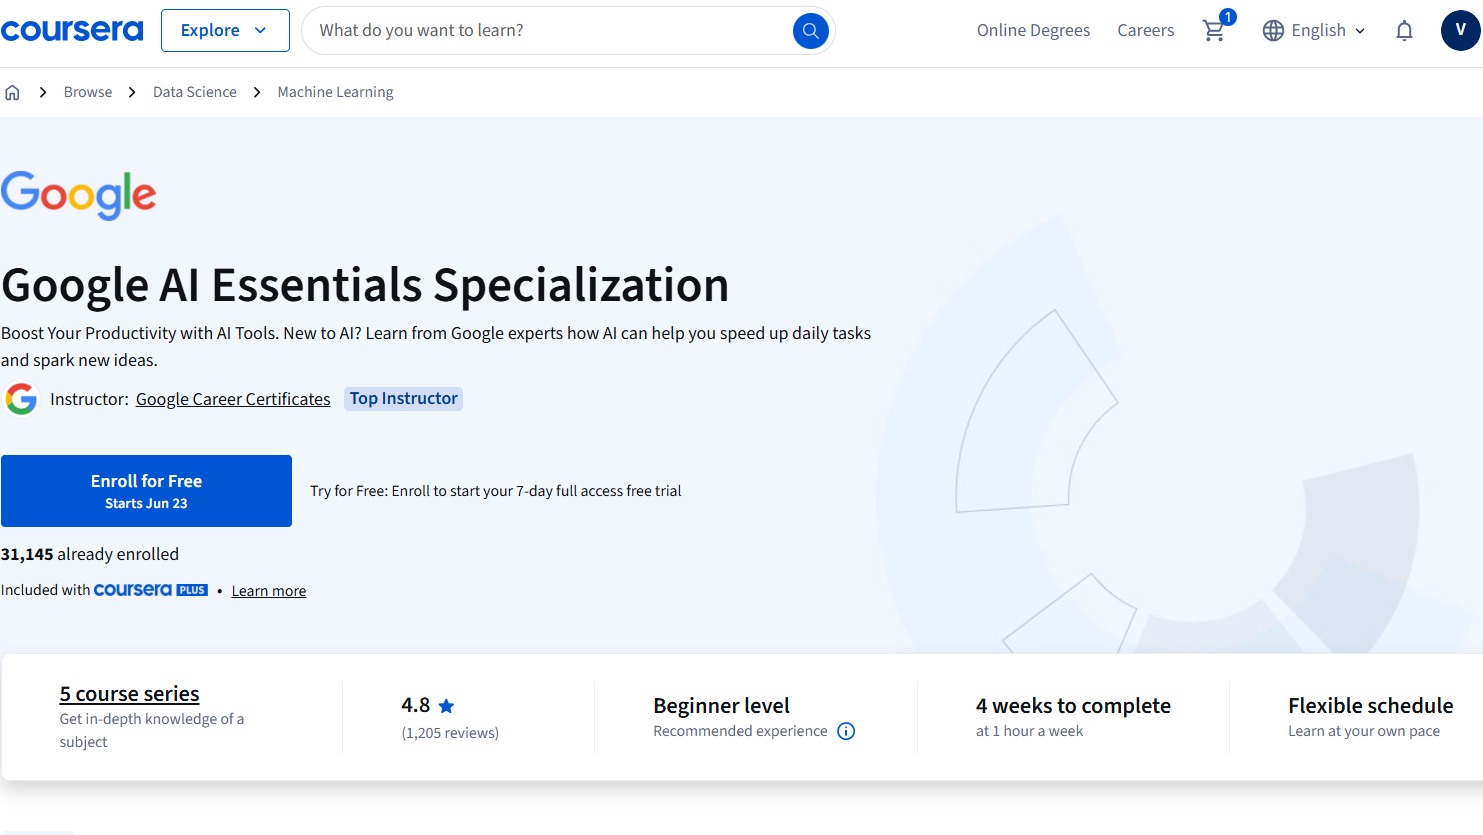 coursera
Explore
What do you want to learn?
Online Degrees
Careers
1
English
V
Browse
Data Science
Machine Learning
Google
Google AI Essentials Specialization
Boost Your Productivity with AI Tools. New to AI? Learn from Google experts how AI can help you speed up daily tasks
and spark new ideas.
G
Instructor: Google Career Certificates Top Instructor
Enroll for Free
Starts Jun 23
Try for Free: Enroll to start your 7-day full access free trial
31,145 already enrolled
Included with coursera PLUS • Learn more
5 course series
Get in-depth knowledge of a
subject
4.8
(1,205 reviews)
Beginner level
Recommended experience
4 weeks to complete
at 1 hour a week
Flexible schedule
Learn at your own pace